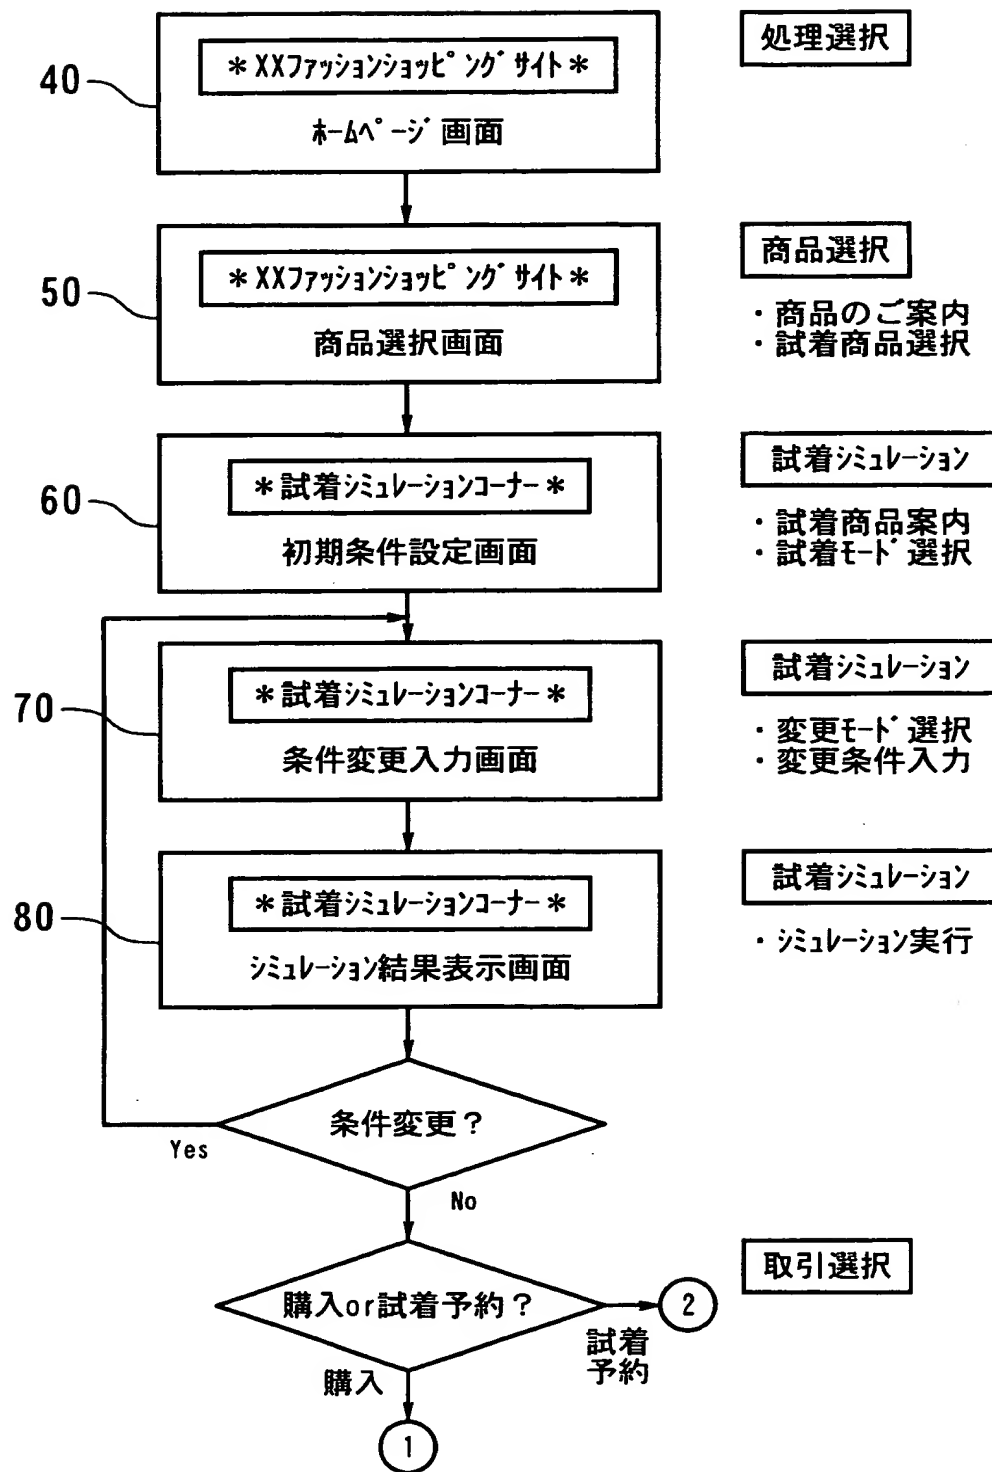 処理選択
*XXファッションショッピングサイト*
40
ホームページ画面
商品選択
*XXファッションショッピングサイト*
50
・商品のご案内
商品選択画面
・試着商品選択
試着シミュレーション
*試着シミュレーションコーナー*
60
・試着商品案内
初期条件設定画面
・試着モード選択
試着シミュレーション
*試着シミュレーションコーナー*
70
・変更モード選択
条件変更入力画面
・変更条件入力
試着シミュレーション
*試着シミュレーションコーナー*
80
・シミュレーション実行
シミュレーション結果表示画面
条件変更?
Yes
No
取引選択
購入or試着予約?
2
試着
予約
購入
1